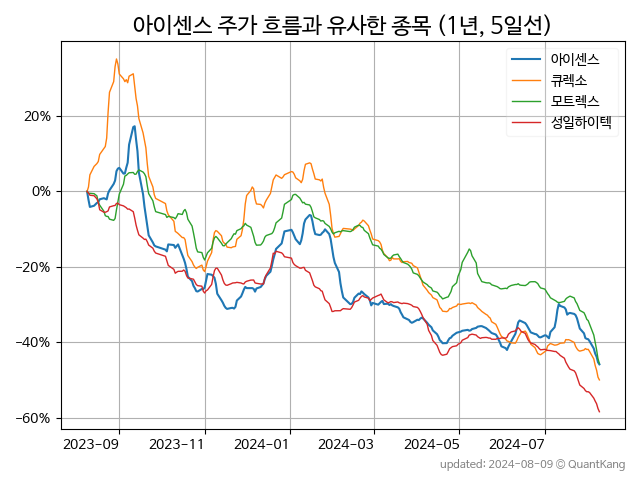 아이센스 주가 흐름과 유사한 종목 (1년, 5일선)
아이센스
큐렉소
모트렉스
성일하이텍
20%
0%
−20%
−40%
−60%
2023-09 2023-11 2024-01 2024-03 2024-05 2024-07
updated: 2024-08-09 © QuantKang